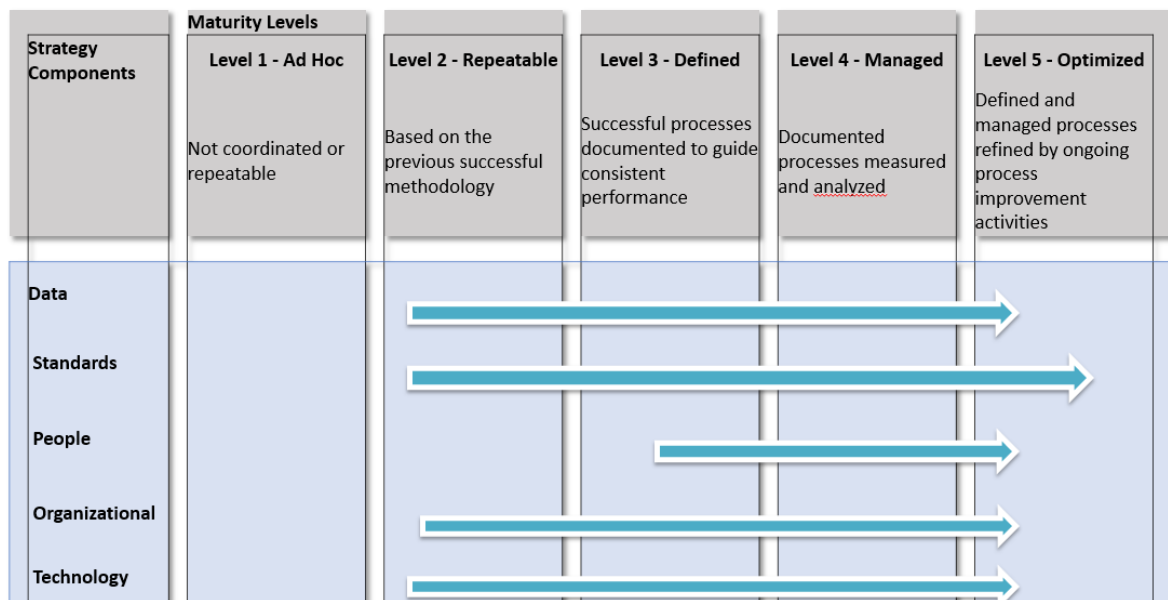 Maturity Levels
Strategy
Components
Level 1 - Ad Hoc
Level 2 - Repeatable
Level 3 - Defined
Level 4 - Managed
Level 5 - Optimized
Not coordinated or
repeatable
Based on the
previous successful
methodology
Successful processes
documented to guide
consistent
performance
Documented
processes measured
and analyzed
Defined and
managed processes
refined by ongoing
process
improvement
activities
Data
Standards
People
Organizational
Technology